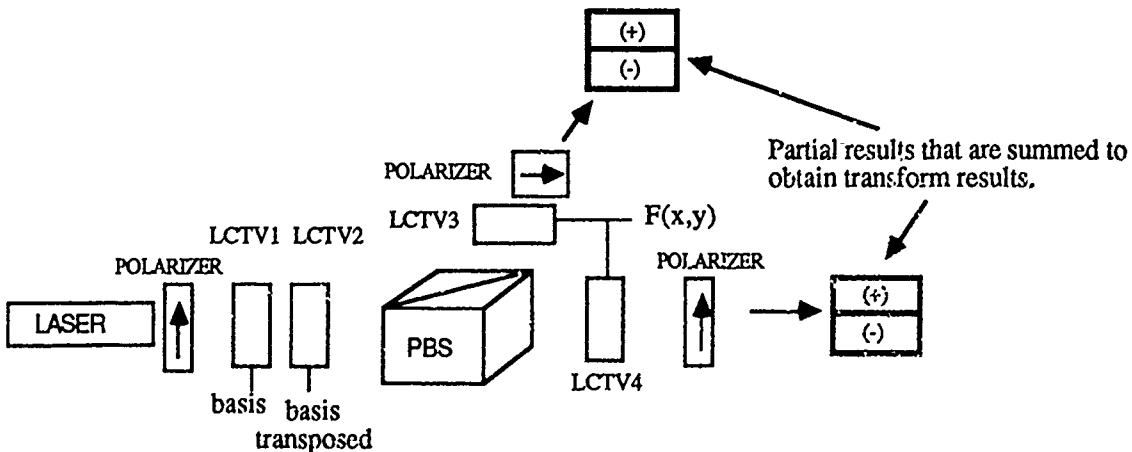 (+)
(-)
Partial results that are summed to
obtain transform results.
POLARIZER
LCTV3
F(x,y)
LCTV1 LCTV2
POLARIZER
POLARIZER
LASER
PBS
(+)
(-)
LCTV4
basis
basis
transposed